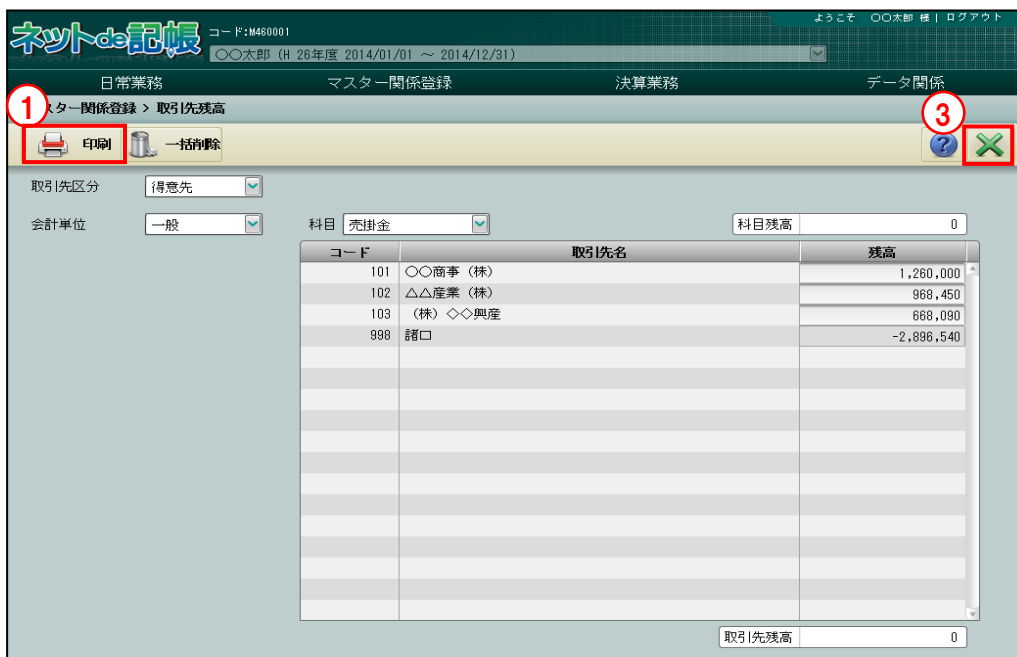 ようこそ 〇〇太郎 様 | ログアウト
ネットde記帳 コード:M460001
〇〇太郎 (H 26年度 2014/01/01 ～ 2014/12/31)
日常業務 マスター関係登録 決算業務 データ関係
① スター関係登録 > 取引先残高 ③
印刷 一括削除 ?
取引先区分 得意先
会計単位 一般 科目 売掛金 科目残高 0
コード 取引先名 残高
101 〇〇商事（株） 1,260,000
102 △△産業（株） 968,450
103 （株）◇◇興産 668,090
998 諸口 -2,896,540
取引先残高 0